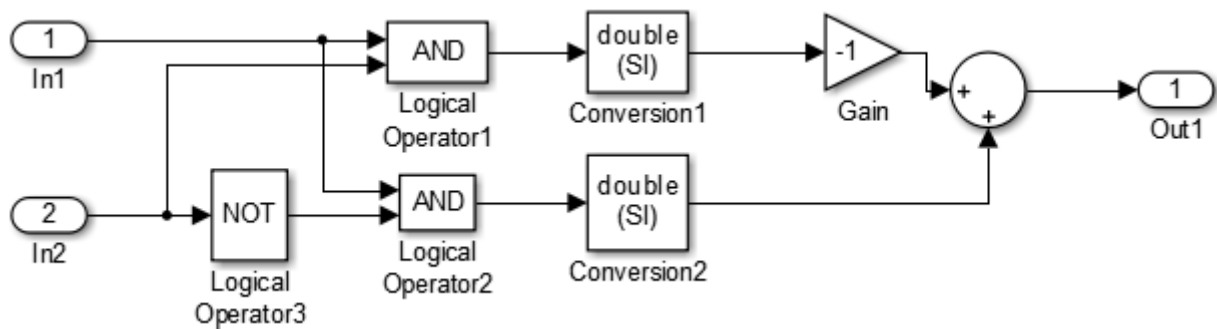 1
In1
AND
Logical
Operator1
double
(SI)
Conversion1
-1
Gain
+
+
1
Out1
2
In2
NOT
Logical
Operator3
AND
Logical
Operator2
double
(SI)
Conversion2